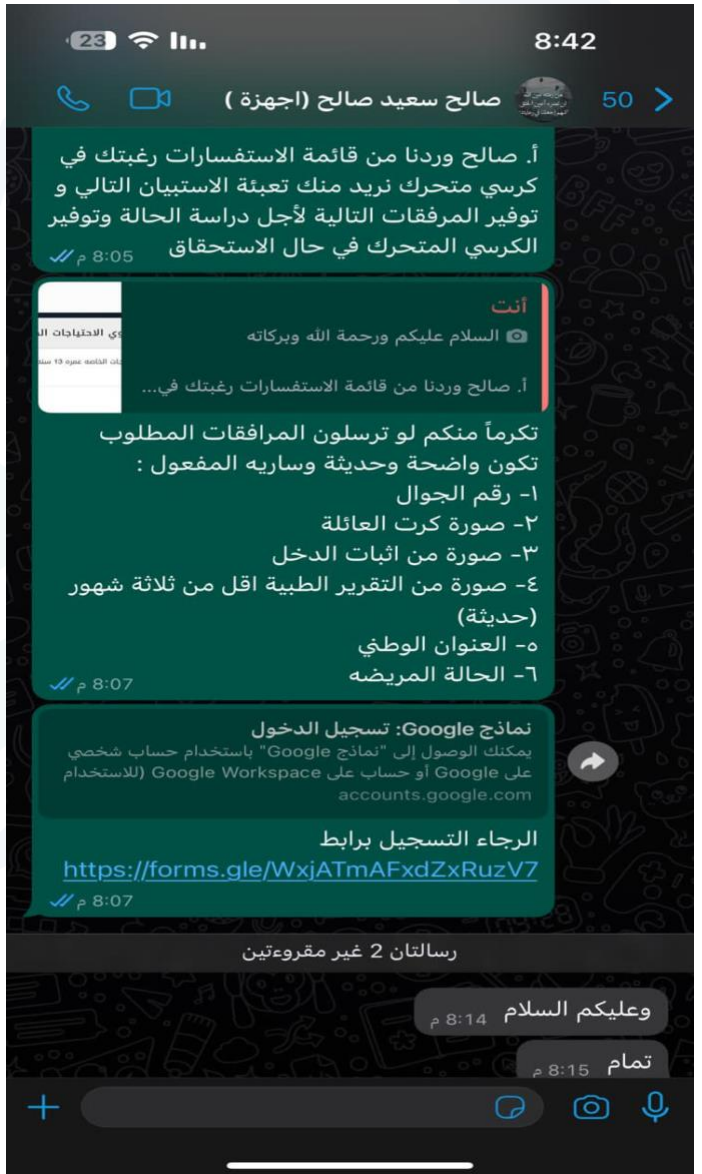 8:42
23
50
صالح سعيد صالح (اجهزة )
أ. صالح وردنا من قائمة الاستفسارات رغبتك في
كرسي متحرك نريد منك تعبئة الاستبيان التالي و
توفير المرفقات التالية لأجل دراسة الحالة وتوفير
الكرسي المتحرك في حال الاستحقاق
8:05 م
أنت
السلام عليكم ورحمة الله وبركاته
أ. صالح وردنا من قائمة الاستفسارات رغبتك في...
تكرماً منكم لو ترسلون المرافقات المطلوب
تكون واضحة وحديثة وساريه المفعول :
١- رقم الجوال
٢- صورة كرت العائلة
٣- صورة من اثبات الدخل
٤- صورة من التقرير الطبية اقل من ثلاثة شهور
(حديثة)
٥- العنوان الوطني
٦- الحالة المريضه
8:07 م
نماذج Google: تسجيل الدخول
يمكنك الوصول إلى "نماذج Google" باستخدام حساب شخصي
على Google أو حساب على Google Workspace (للاستخدام
accounts.google.com
الرجاء التسجيل برابط
https://forms.gle/WxjATmAFxdZxRuzV7
8:07 م
رسالتان 2 غير مقروءتين
وعليكم السلام
8:14 م
تمام
8:15 م